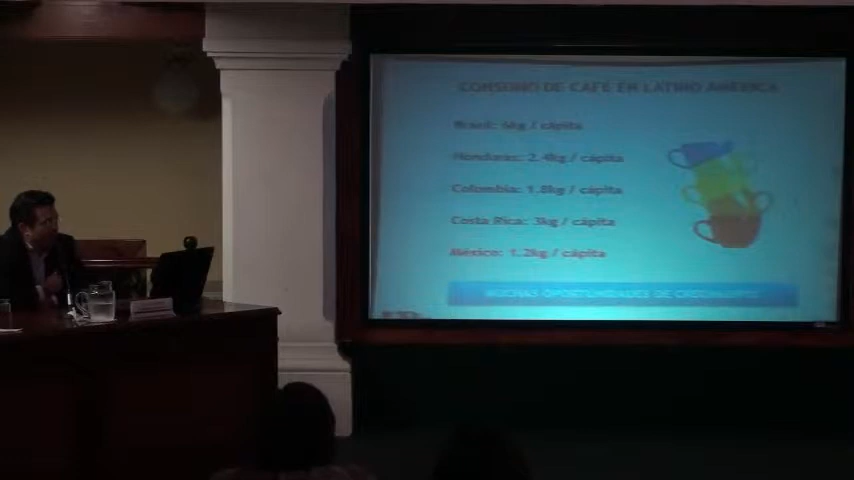 CONSUMO DE CAFÉ EN LATINO AMÉRICA
Brasil: 6kg / cápita
Honduras: 2.4kg / cápita
Colombia: 1.8kg / cápita
Costa Rica: 3kg / cápita
México: 1.2kg / cápita
MUCHAS OPORTUNIDADES DE CRECIMIENTO